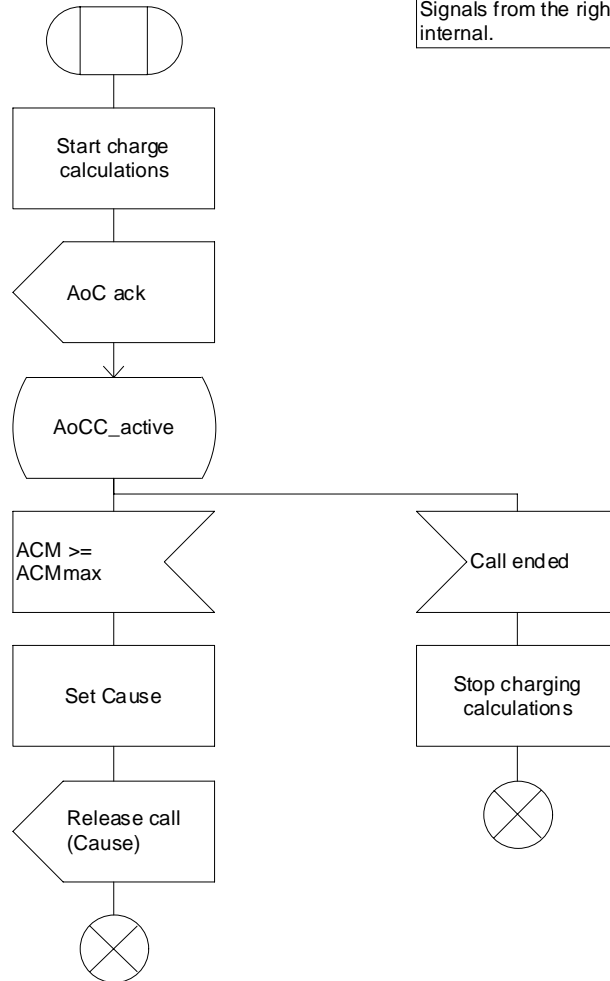 Signals from the righ
internal.
Start charge
calculations
AoC ack
AoCC_active
ACM >=
ACMmax
Call ended
Set Cause
Stop charging
calculations
Release call
(Cause)